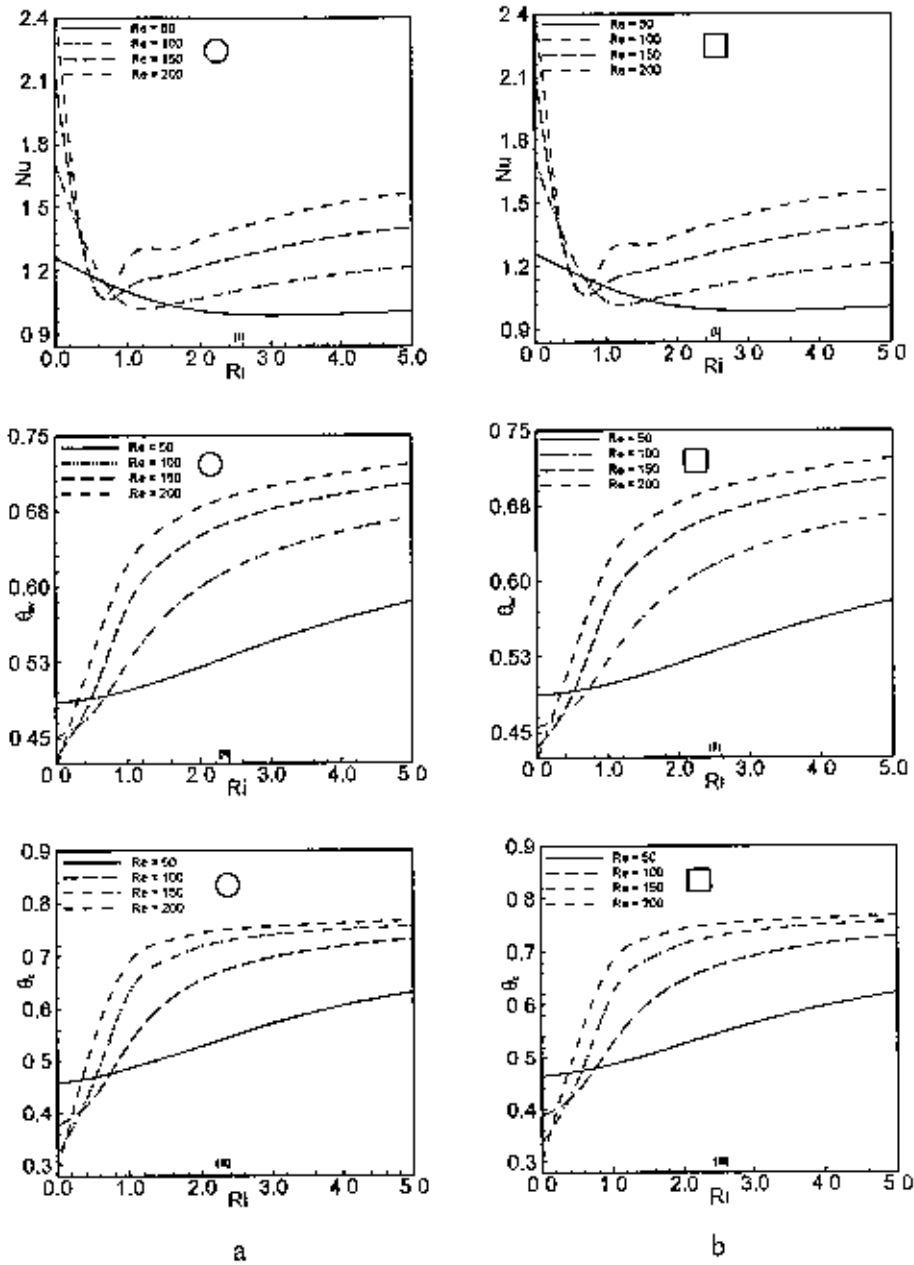 2.4
2.1
1.8
1.5
1.2
0.9
Nu
Re = 100
Re = 150
Re = 200
0.0 1.0 2.0 3.0 4.0 5.0
Ri
2.4
2.1
1.8
1.5
1.2
0.9
Nu
Re = 50
Re = 100
Re = 150
Re = 200
0.0 1.0 2.0 3.0 4.0 5.0
Ri
0.75
0.68
0.60
0.53
0.45
Re = 50
Re = 100
Re = 150
Re = 200
0.0 1.0 2.0 3.0 4.0 5.0
Ri
0.75
0.68
0.60
0.53
0.45
Re = 50
Re = 100
Re = 150
Re = 200
0.0 1.0 2.0 3.0 4.0 5.0
Ri
0.9
0.8
0.7
0.6
0.5
0.4
0.3
Re = 50
Re = 100
Re = 150
Re = 200
0.0 1.0 2.0 3.0 4.0 5.0
Ri
0.9
0.8
0.7
0.6
0.5
0.4
0.3
Re = 50
Re = 100
Re = 150
Re = 200
0.0 1.0 2.0 3.0 4.0 5.0
Ri
a
b